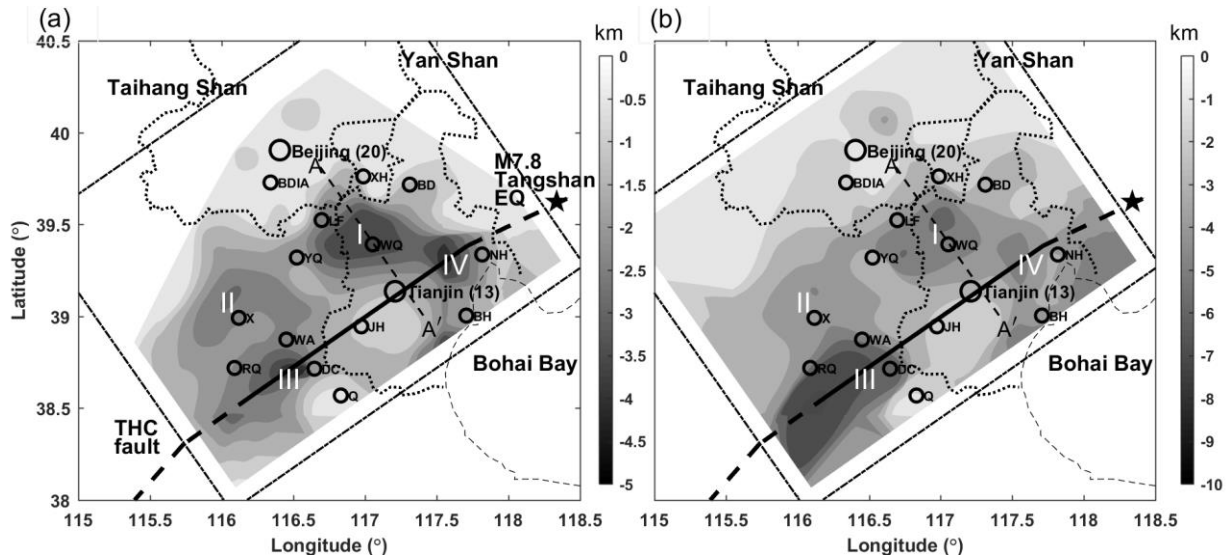 (a)
km
40.5
40
39.5
39
38.5
38
Latitude (°)
115
115.5
116
116.5
117
117.5
118
118.5
Longitude (°)
Taihang Shan
Yan Shan
Beijing (20)
A
BDIA
XH
BD
M7.8
Tangshan
EQ
LF
I
WQ
YQ
IV
NH
Tianjin (13)
II
X
BH
JH
A'
WA
RQ
III
DC
Q
Bohai Bay
THC
fault
0
-0.5
-1
-1.5
-2
-2.5
-3
-3.5
-4
-4.5
-5
(b)
km
115
115.5
116
116.5
117
117.5
118
118.5
Longitude (°)
Taihang Shan
Yan Shan
Beijing (20)
A
BDIA
XH
BD
M7.8
Tangshan
EQ
LF
I
WQ
YQ
IV
NH
Tianjin (13)
II
X
BH
JH
A'
WA
RQ
III
DC
Q
Bohai Bay
THC
fault
0
-1
-2
-3
-4
-5
-6
-7
-8
-9
-10